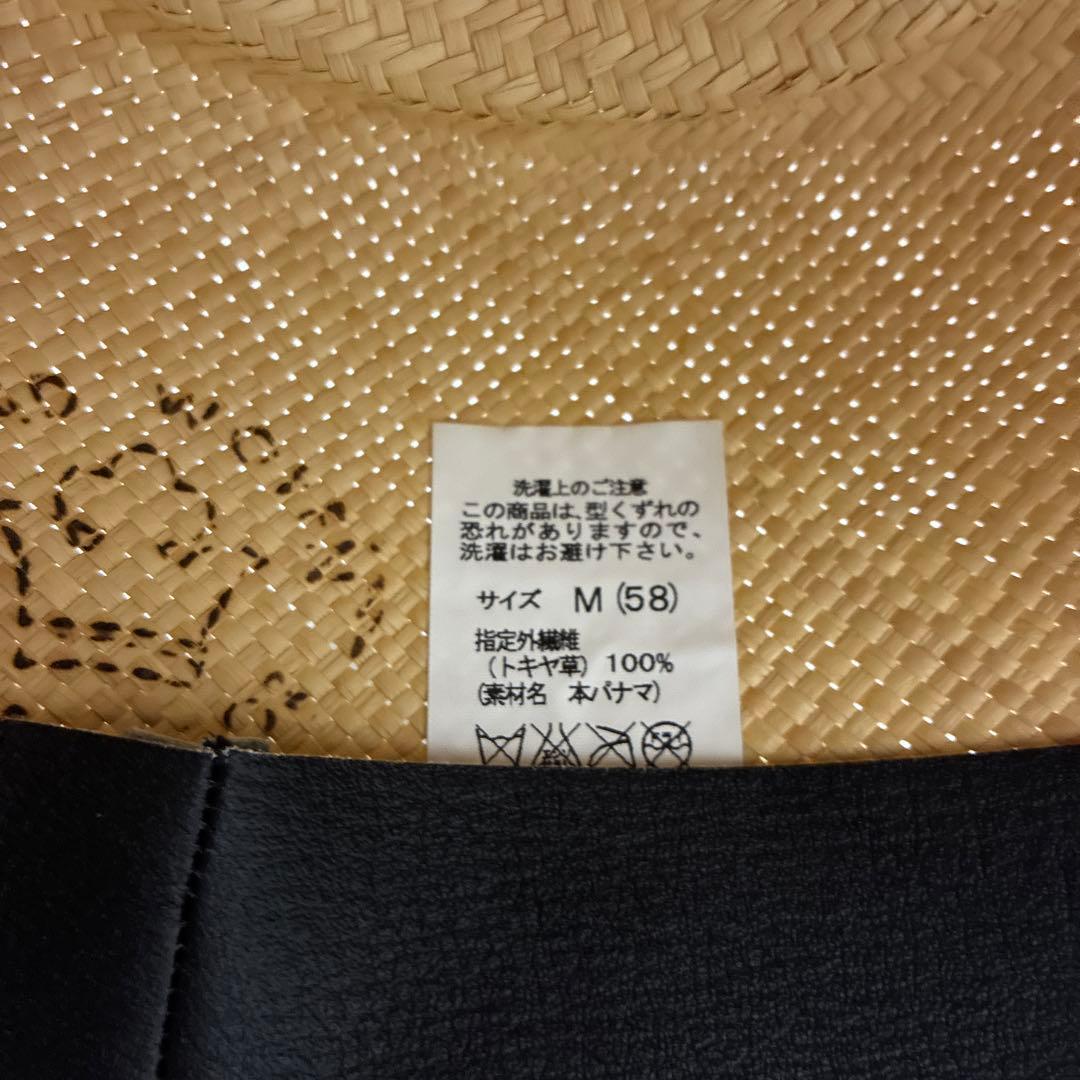 洗濯上のご注意
この商品は、型くずれの
恐れがありますので、
洗濯はお避け下さい。
サイズ M (58)
指定外繊維
(トキヤ草) 100%
(素材名 本パナマ)